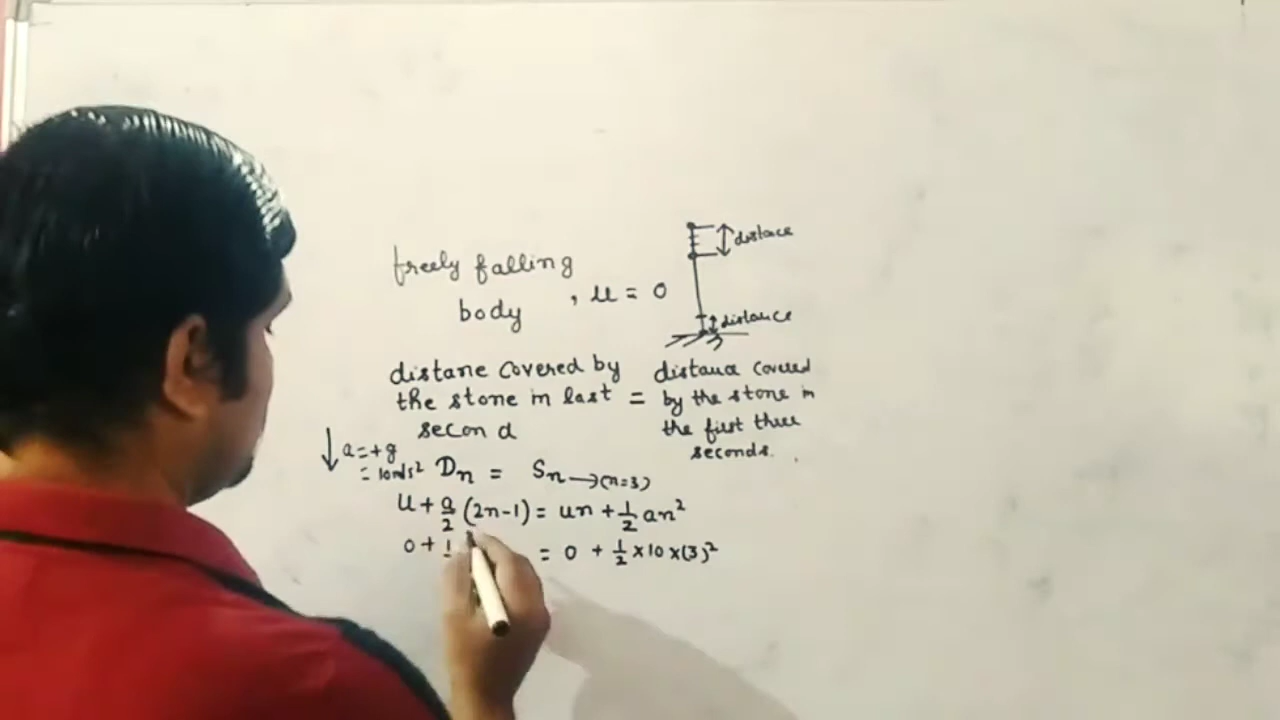 distace
freely falling
body , u = 0
distance
distane covered by
the stone in last
secon d
=
distance covered
by the stone in
the first three
seconds.
a=+g
= 10m/s²
Dn = Sn →(n=3)
u + a/2 (2n-1) = un + 1/2 an²
0 + = 0 + 1/2 × 10 × (3)²